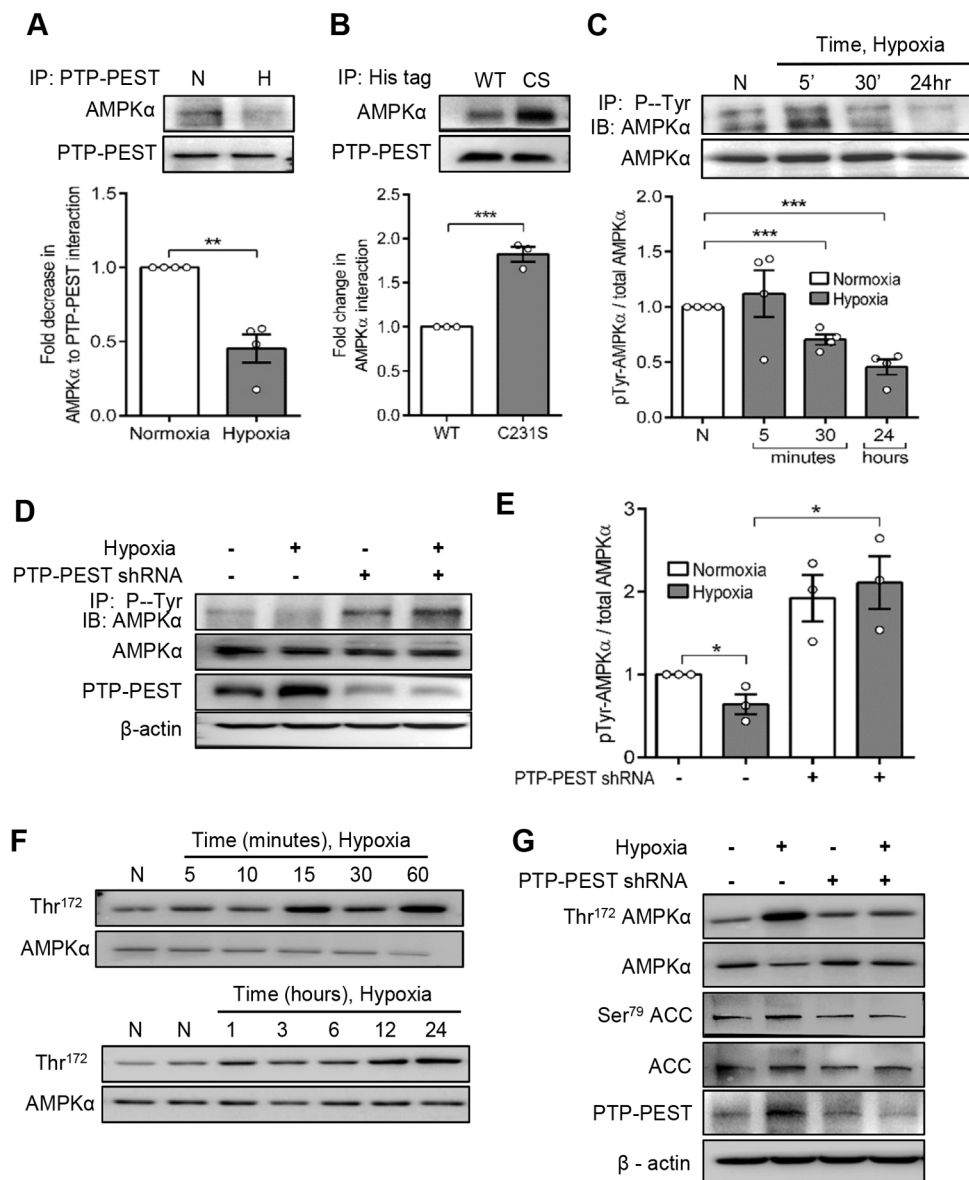 A
IP: PTP-PEST N H
AMPKα
PTP-PEST
Fold decrease in
AMPKα to PTP-PEST interaction
1.5
1.0
0.5
0.0
**
Normoxia Hypoxia
B
IP: His tag WT CS
AMPKα
PTP-PEST
Fold change in
AMPKα interaction
2.5
2.0
1.5
1.0
0.5
0.0
***
WT C231S
C
Time, Hypoxia
N 5’ 30’ 24hr
IP: P--Tyr
IB: AMPKα
AMPKα
pTyr-AMPKα / total AMPKα
2.0
1.5
1.0
0.5
0.0
***
***
Normoxia
Hypoxia
N 5 30 24
minutes hours
D
Hypoxia - + - +
PTP-PEST shRNA - - + +
IP: P--Tyr
IB: AMPKα
AMPKα
PTP-PEST
β-actin
E
pTyr-AMPKα / total AMPKα
3
2
1
0
*
*
Normoxia
Hypoxia
PTP-PEST shRNA - - + +
F
Time (minutes), Hypoxia
N 5 10 15 30 60
Thr¹⁷²
AMPKα
Time (hours), Hypoxia
N N 1 3 6 12 24
Thr¹⁷²
AMPKα
G
Hypoxia - + - +
PTP-PEST shRNA - - + +
Thr¹⁷² AMPKα
AMPKα
Ser⁷⁹ ACC
ACC
PTP-PEST
β - actin